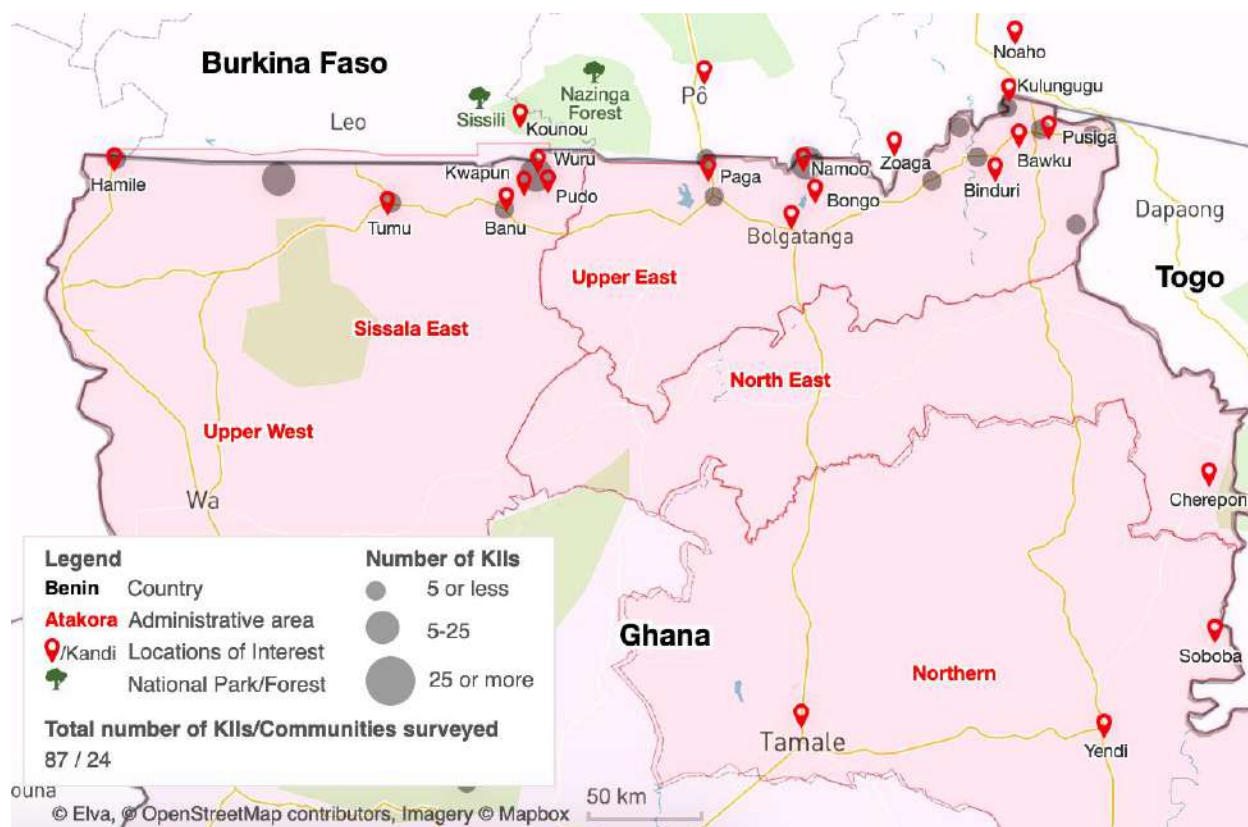 Noaho
Burkina Faso
Kulungugu
Pô
Nazinga
Forest
Sissili
Leo
Kounou
Pusiga
Wuru
Zoaga
Bawku
Hamile
Kwapun
Paga
Namoo
Binduri
Pudo
Bongo
Dapaong
Tumu
Banu
Bolgatanga
Togo
Upper East
Sissala East
North East
Upper West
Wa
Cherepon
Legend
Benin Country
Atakora Administrative area
/Kandi Locations of Interest
National Park/Forest
Number of KIIs
5 or less
5-25
25 or more
Total number of KIIs/Communities surveyed
87 / 24
Ghana
Soboba
Northern
Tamale
Yendi
ouna
50 km
© Elva, © OpenStreetMap contributors, Imagery © Mapbox